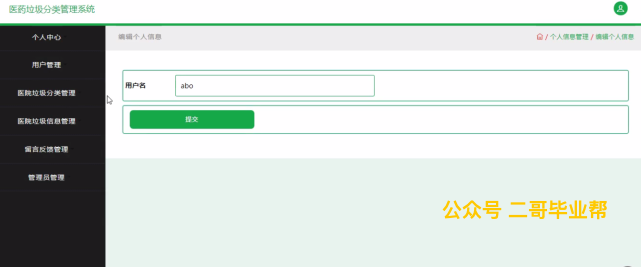 医药垃圾分类管理系统
个人中心
用户管理
医院垃圾分类管理
医院垃圾信息管理
留言反馈管理
管理员管理
编辑个人信息
/ 个人信息管理 / 编辑个人信息
用户名
abo
提交
公众号 二哥毕业帮